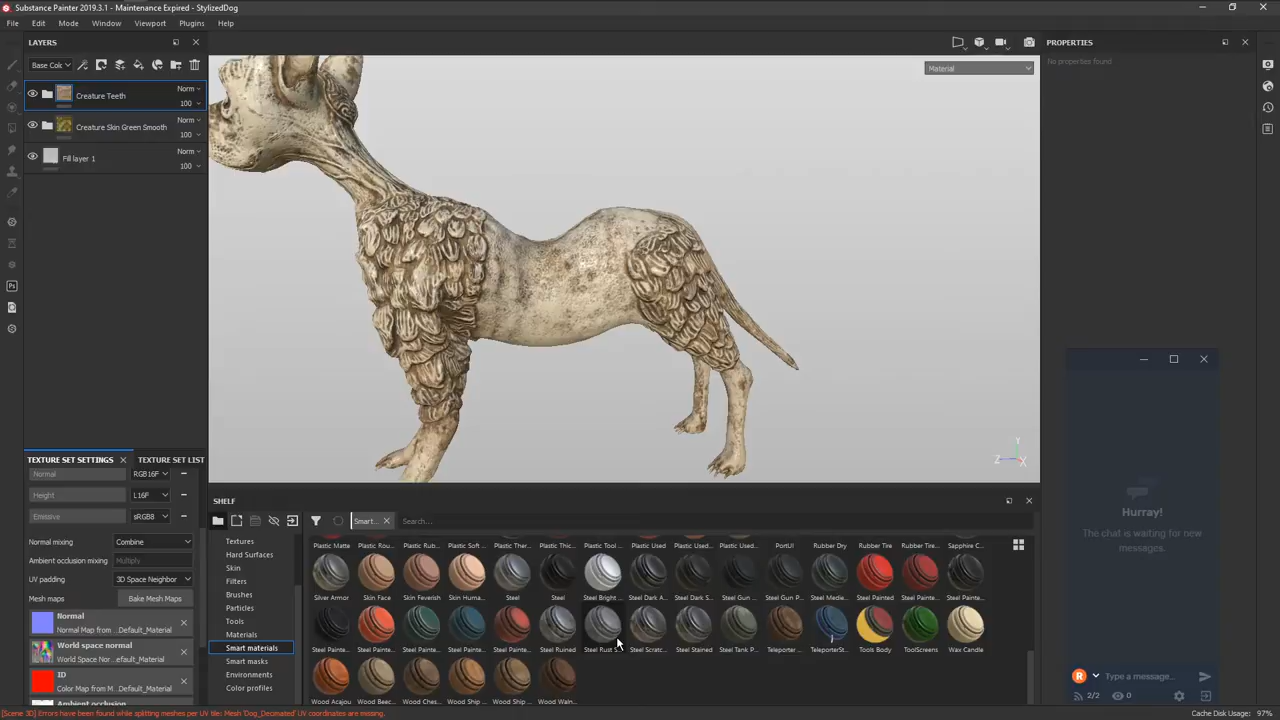 Substance Painter 2019.3.1 - Maintenance Expired - StylizedDog
File Edit Mode Window Viewport Plugins Help
LAYERS
Base Col
Creature Teeth Norm 100
Creature Skin Green Smooth Norm 100
Fill layer 1 Norm 100
TEXTURE SET SETTINGS TEXTURE SET LIST
Normal RGB16F
Height L16F
Emissive sRGB8
Normal mixing Combine
Ambient occlusion mixing Multiply
UV padding 3D Space Neighbor
Mesh maps Bake Mesh Maps
Normal
Normal Map from ...Default_Material
World space normal
World Space Nor...efault_Material
ID
Color Map from M...Default_Material
Ambient occlusion
Material
Y
Z X
SHELF
Smart... Search...
Textures
Hard Surfaces
Skin
Filters
Brushes
Particles
Tools
Materials
Smart materials
Smart masks
Environments
Color profiles
Plastic Matte Plastic Rou... Plastic Rub... Plastic Soft ... Plastic Ther... Plastic Thic... Plastic Tool ... Plastic Used Plastic Used... Plastic Used... PortUI Rubber Dry Rubber Tire Rubber Tire... Sapphire C...
Silver Armor Skin Face Skin Feverish Skin Huma... Steel Steel Bright ... Steel Dark A... Steel Dark S... Steel Gun ... Steel Gun P... Steel Medie... Steel Painted Steel Painte... Steel Painte...
Steel Painte... Steel Painte... Steel Painte... Steel Painte... Steel Painte... Steel Ruined Steel Rust S... Steel Scratc... Steel Stained Steel Tank P... Teleporter ... TeleporterSt... Tools Body ToolScreens Wax Candle
Wood Acajou Wood Beec... Wood Ches... Wood Ship ... Wood Ship ... Wood Waln...
PROPERTIES
No properties found
Hurray!
The chat is waiting for new
messages.
R Type a message...
2/2 0
[Scene 3D] Errors have been found while splitting meshes per UV tile: Mesh 'Dog_Decimated' UV coordinates are missing.
Cache Disk Usage: 97%